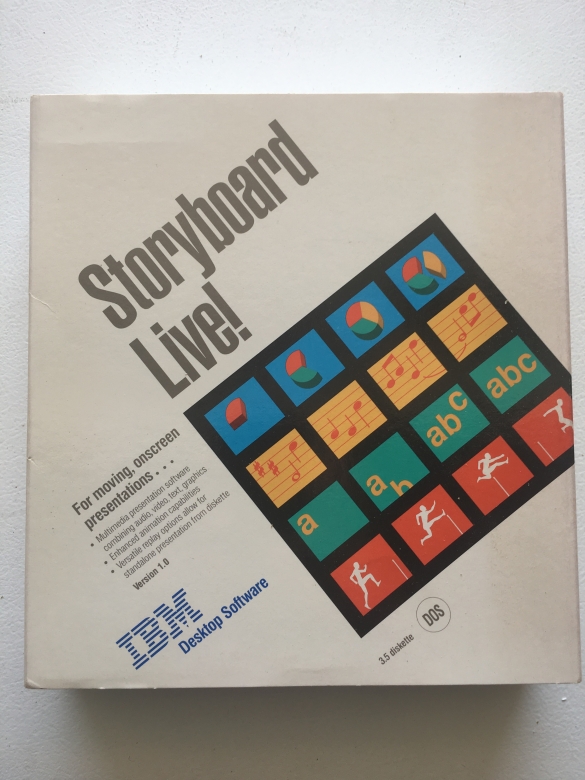 Storyboard
Live!
For moving, onscreen
presentations . . .
• Multimedia presentation software
combining audio, video, text, graphics
• Enhanced animation capabilities
• Versatile replay options allow for
standalone presentation from diskette
Version 1.0
IBM
Desktop Software
a
a b
abc
abc
3.5 diskette
DOS